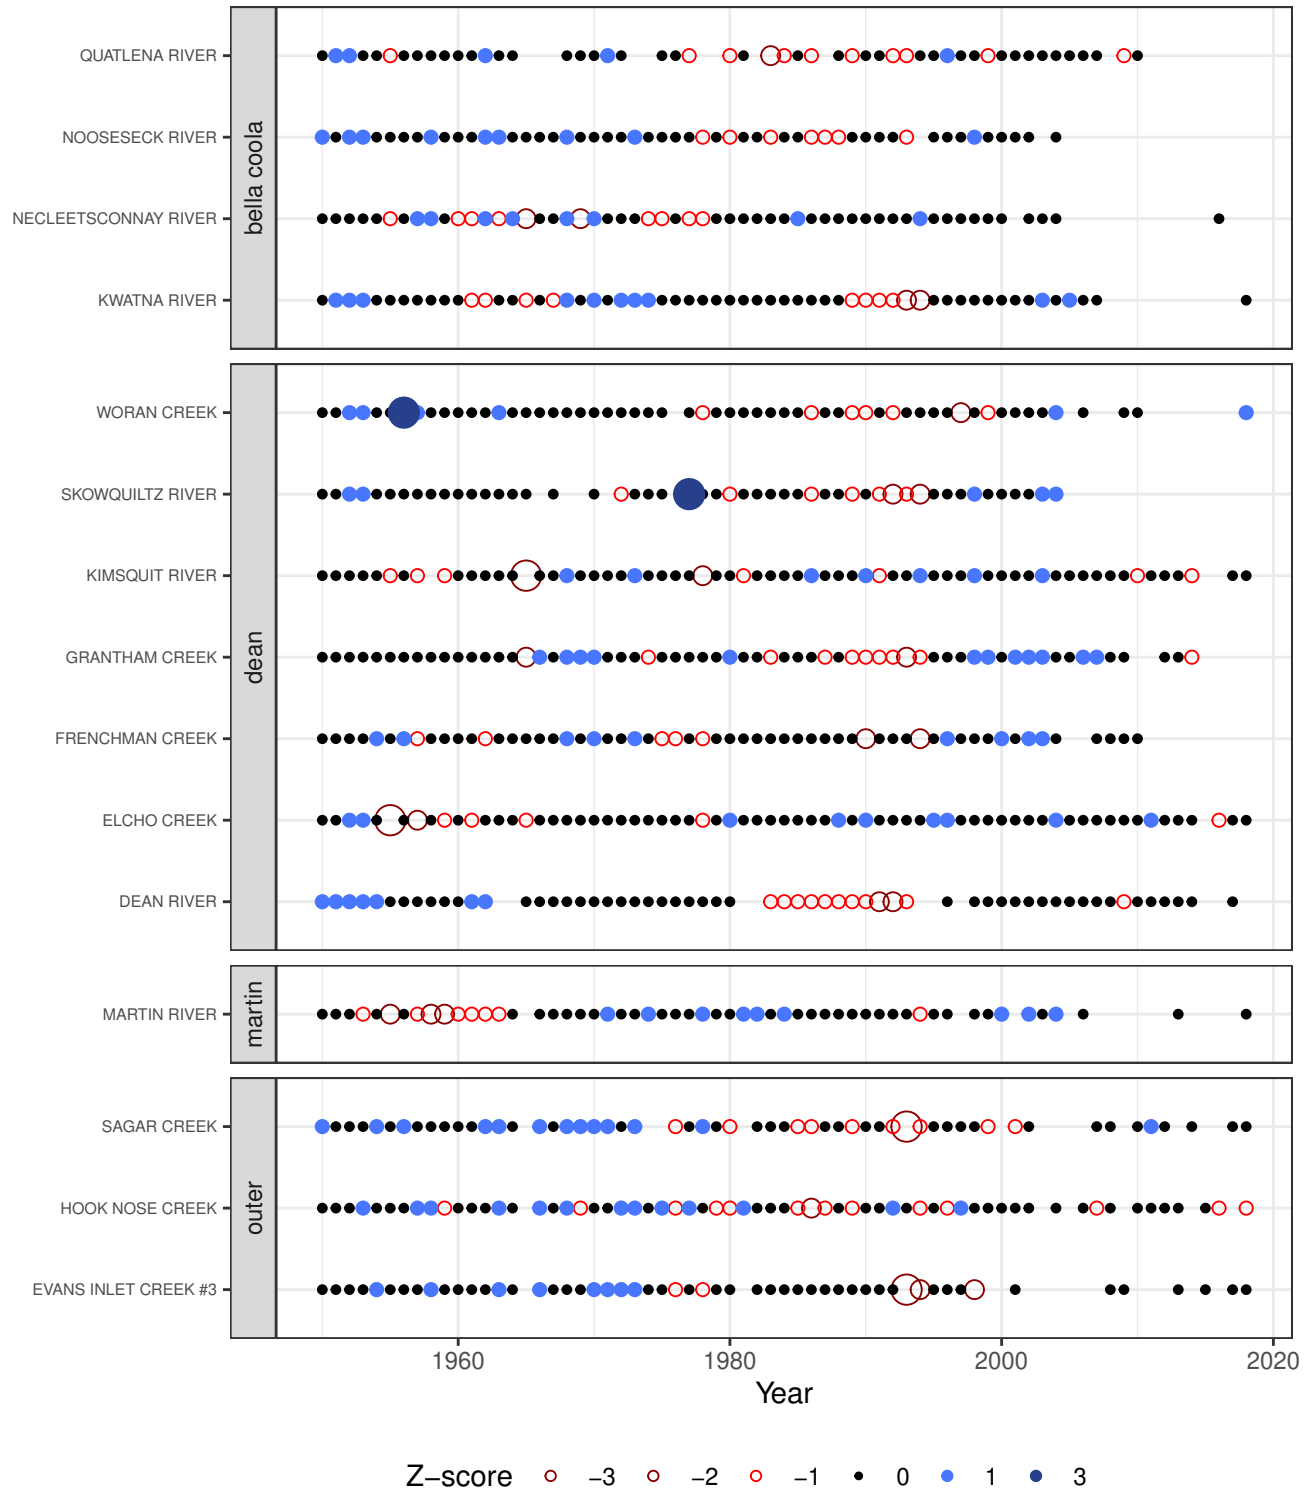 bella coola
QUATLENA RIVER
NOOSESECK RIVER
NECLEETSCONNAY RIVER
KWATNA RIVER
dean
WORAN CREEK
SKOWQUILTZ RIVER
KIMSQUIT RIVER
GRANTHAM CREEK
FRENCHMAN CREEK
ELCHO CREEK
DEAN RIVER
martin
MARTIN RIVER
outer
SAGAR CREEK
HOOK NOSE CREEK
EVANS INLET CREEK #3
1960 1980 2000 2020
Year
Z−score −3 −2 −1 0 1 3